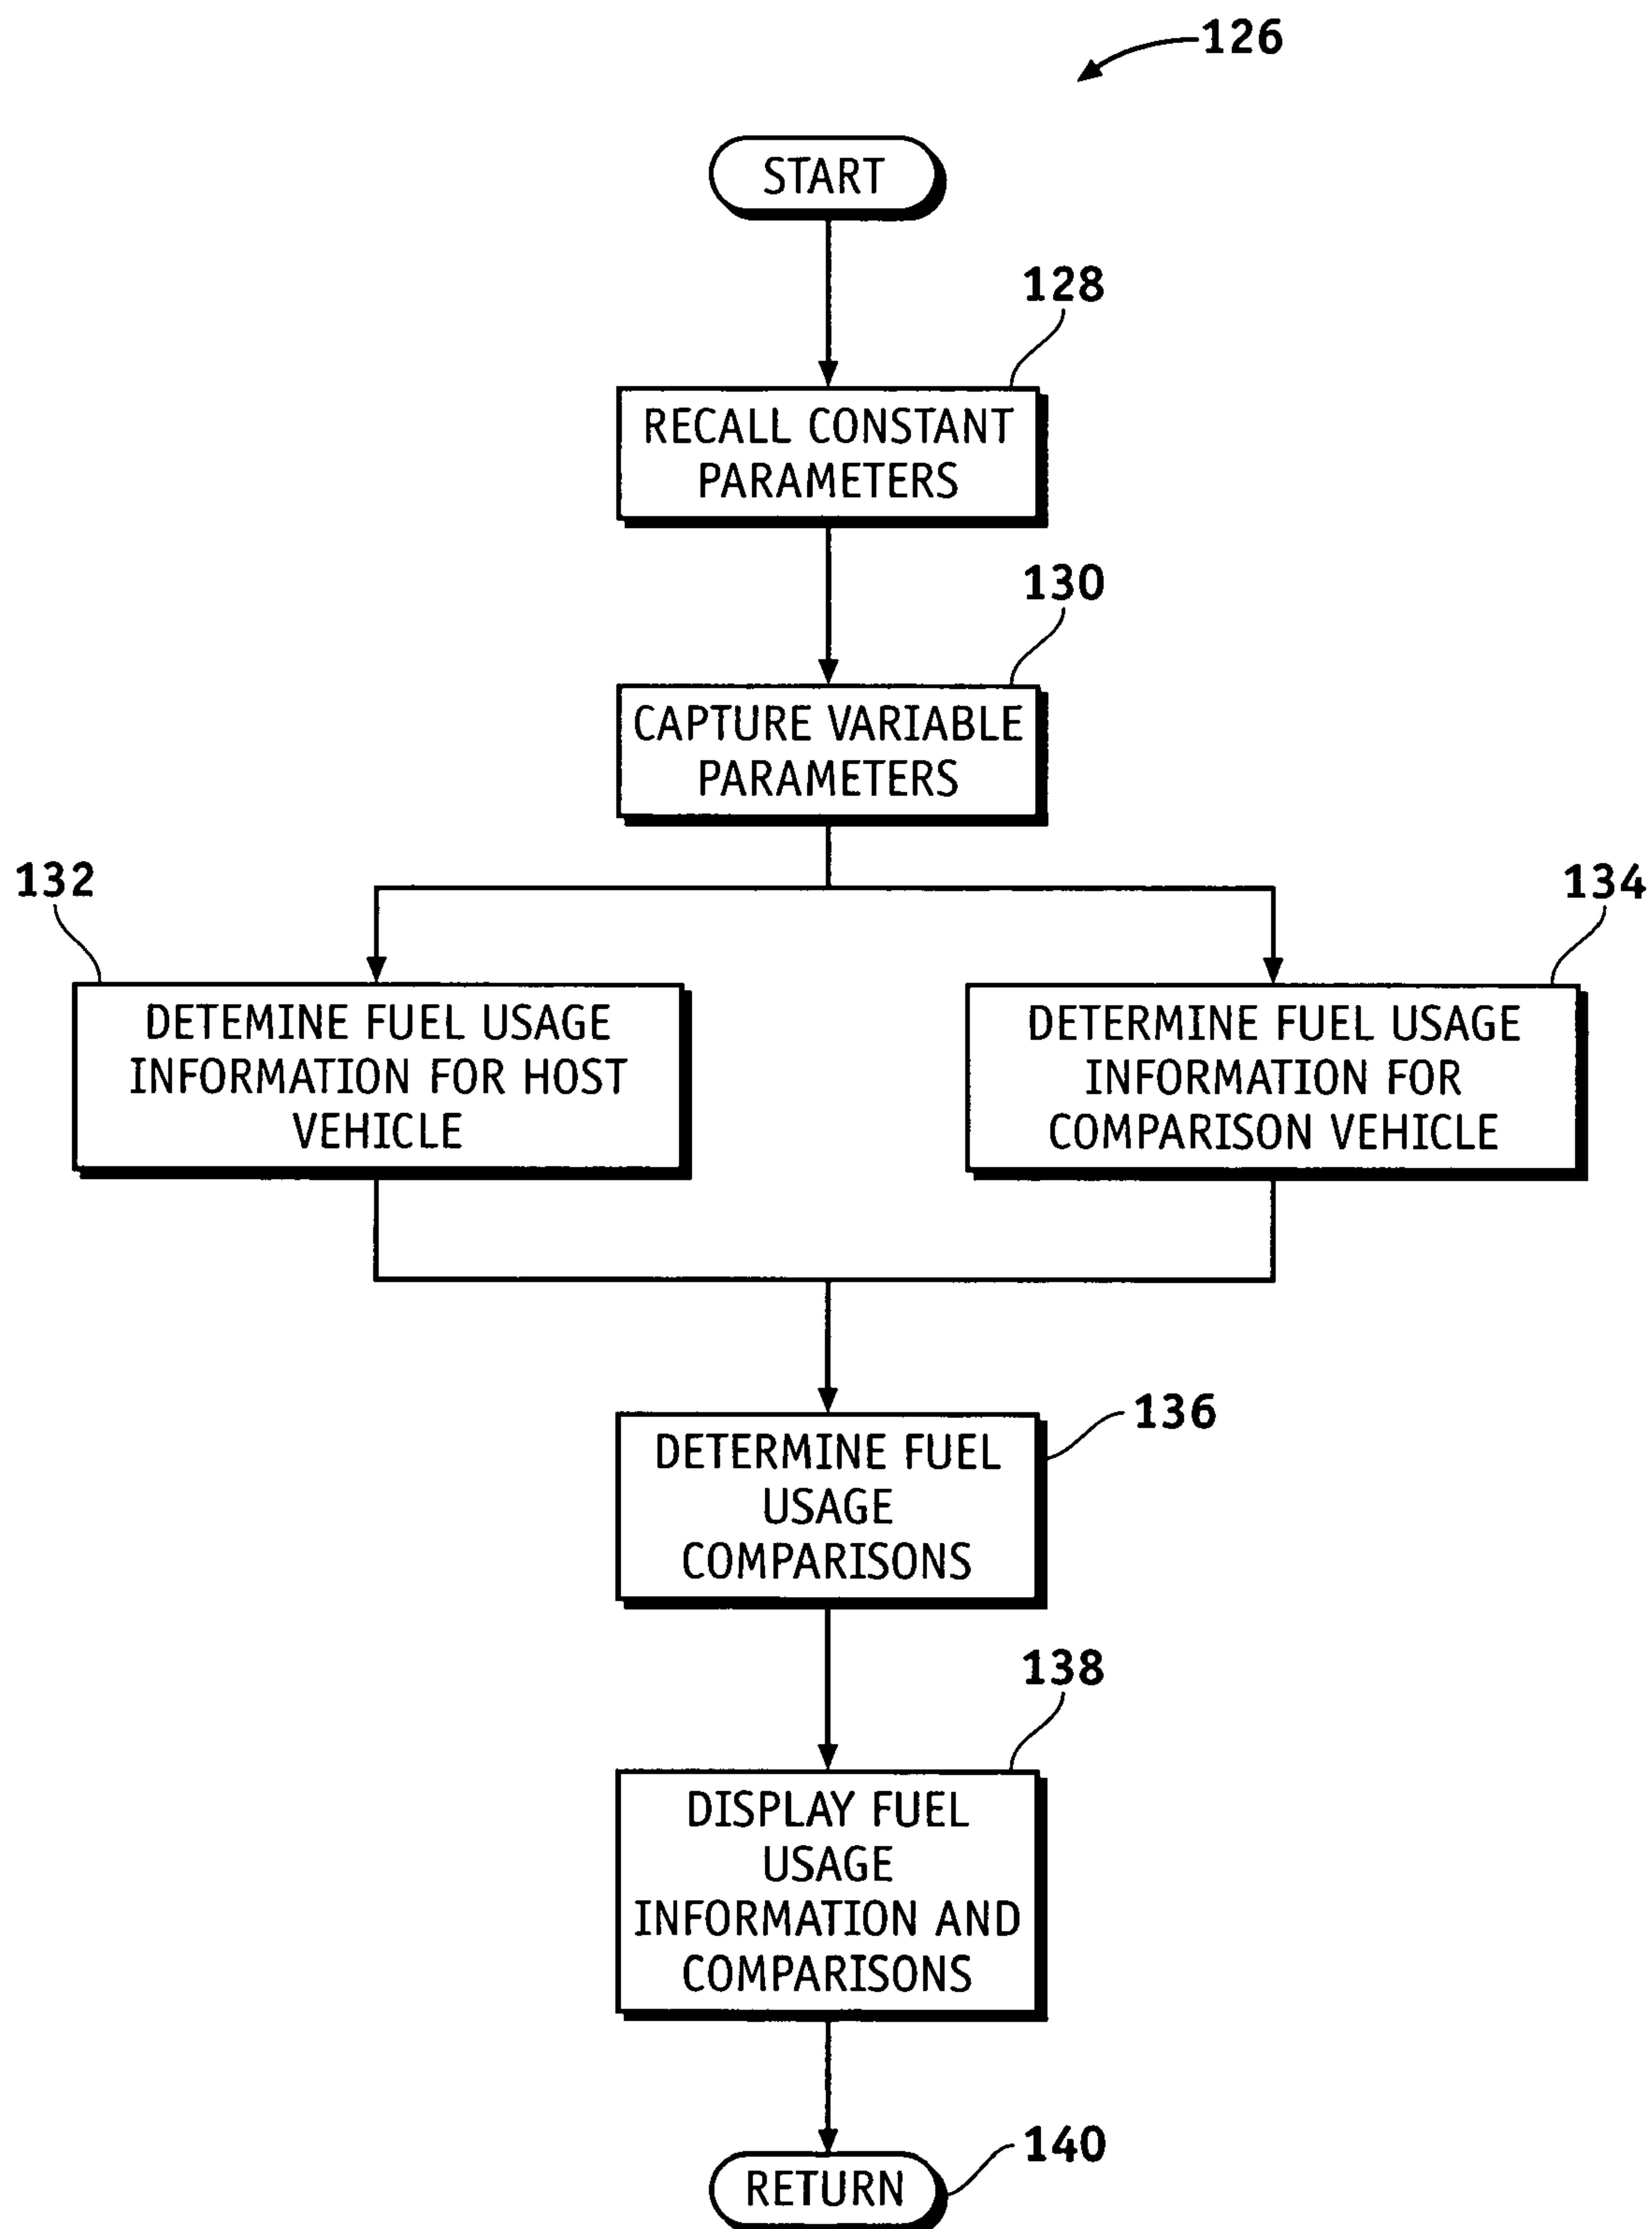 126
START
128
RECALL CONSTANT
PARAMETERS
130
CAPTURE VARIABLE
PARAMETERS
132
134
DETEMINE FUEL USAGE
INFORMATION FOR HOST
VEHICLE
DETERMINE FUEL USAGE
INFORMATION FOR
COMPARISON VEHICLE
136
DETERMINE FUEL
USAGE
COMPARISONS
138
DISPLAY FUEL
USAGE
INFORMATION AND
COMPARISONS
140
RETURN